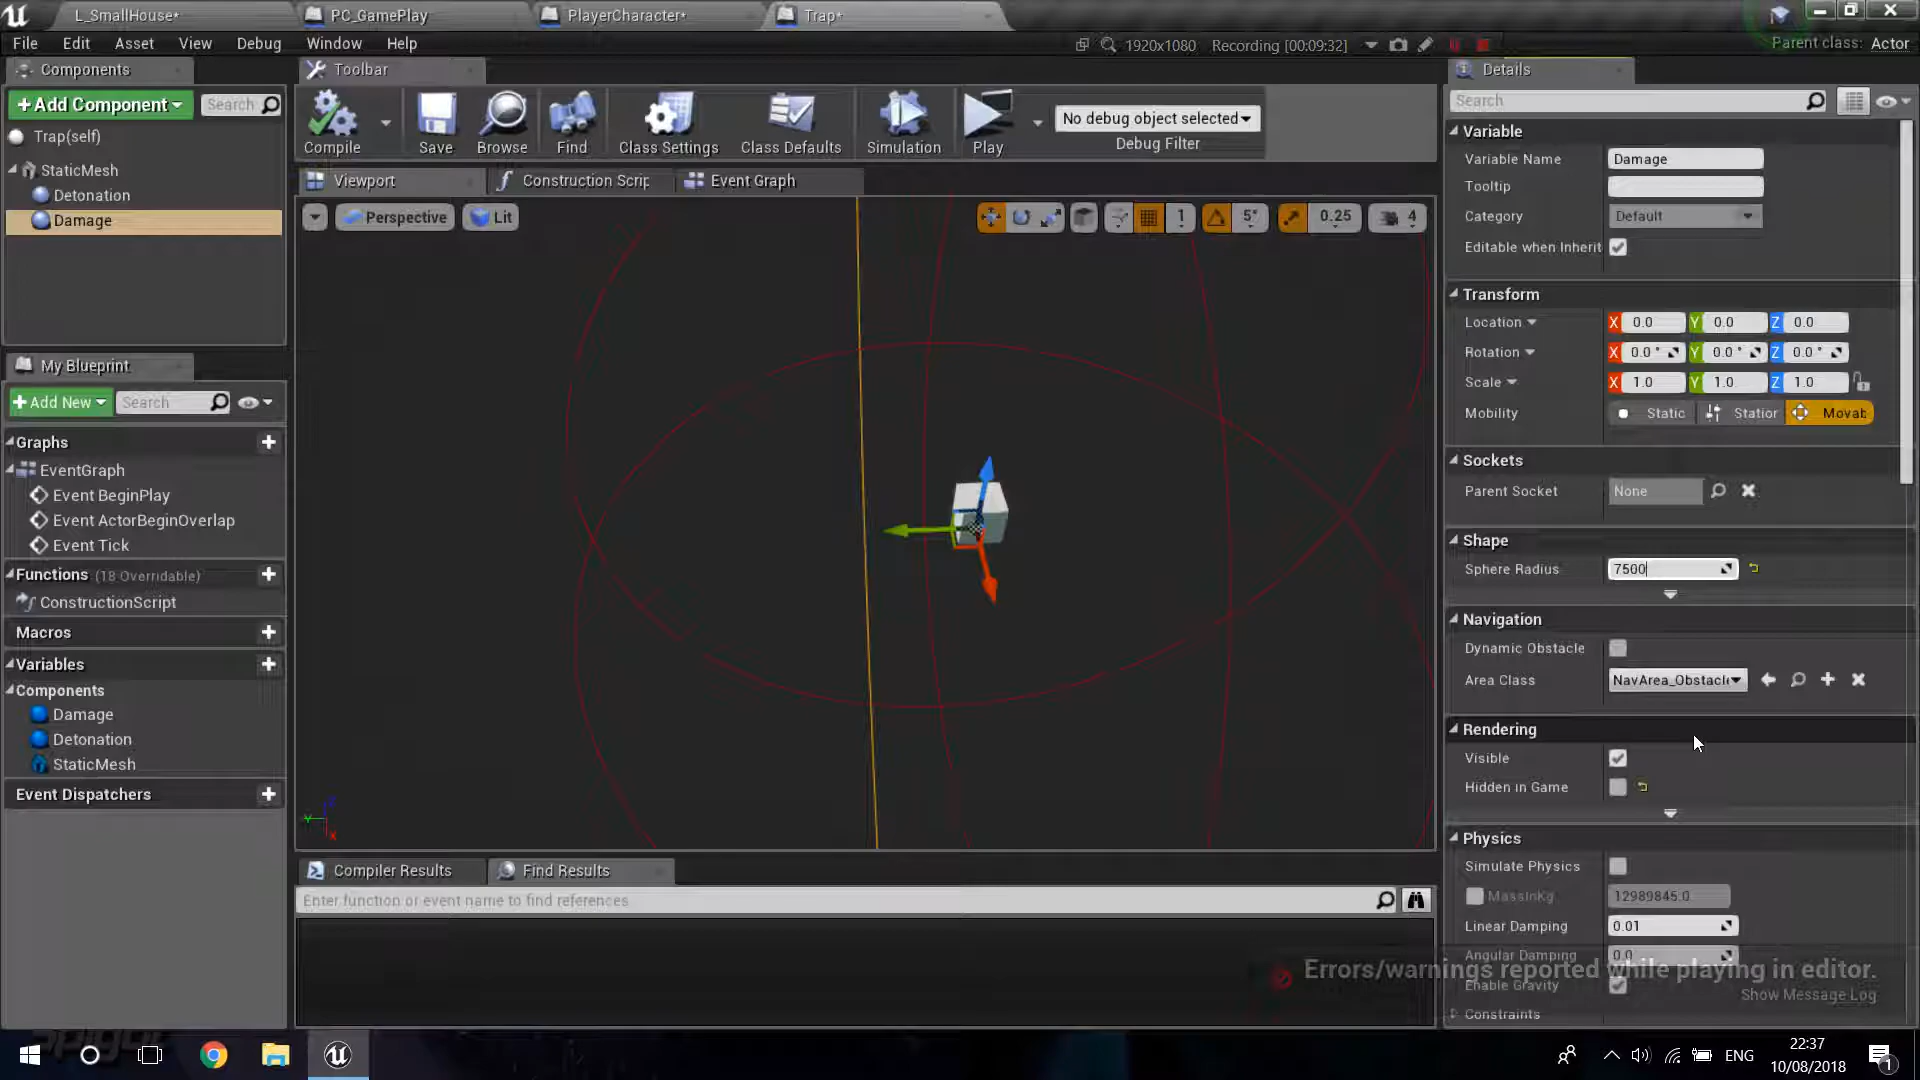 L_SmallHouse*
PC_GamePlay
PlayerCharacter*
Trap*
File
Edit
Asset
View
Debug
Window
Help
1920x1080
Recording [00:09:32]
Parent class: Actor
Components
+Add Component
Search
Trap(self)
StaticMesh
Detonation
Damage
Toolbar
Compile
Save
Browse
Find
Class Settings
Class Defaults
Simulation
Play
No debug object selected
Debug Filter
Viewport
Construction Scrip
Event Graph
Perspective
Lit
1
5°
0.25
4
My Blueprint
+Add New
Search
Graphs
EventGraph
Event BeginPlay
Event ActorBeginOverlap
Event Tick
Functions (18 Overridable)
ConstructionScript
Macros
Variables
Components
Damage
Detonation
StaticMesh
Event Dispatchers
Compiler Results
Find Results
Enter function or event name to find references
Details
Search
Variable
Variable Name Damage
Tooltip
Category Default
Editable when Inherit
Transform
Location X 0.0 Y 0.0 Z 0.0
Rotation X 0.0 ° Y 0.0 ° Z 0.0 °
Scale X 1.0 Y 1.0 Z 1.0
Mobility Static Station Movab
Sockets
Parent Socket None
Shape
Sphere Radius 7500
Navigation
Dynamic Obstacle
Area Class NavArea_Obstacle
Rendering
Visible
Hidden in Game
Physics
Simulate Physics
MassInKg 12989845.0
Linear Damping 0.01
Angular Damping 0.0
Enable Gravity
Constraints
Errors/warnings reported while playing in editor.
Show Message Log
ENG
22:37
10/08/2018
1